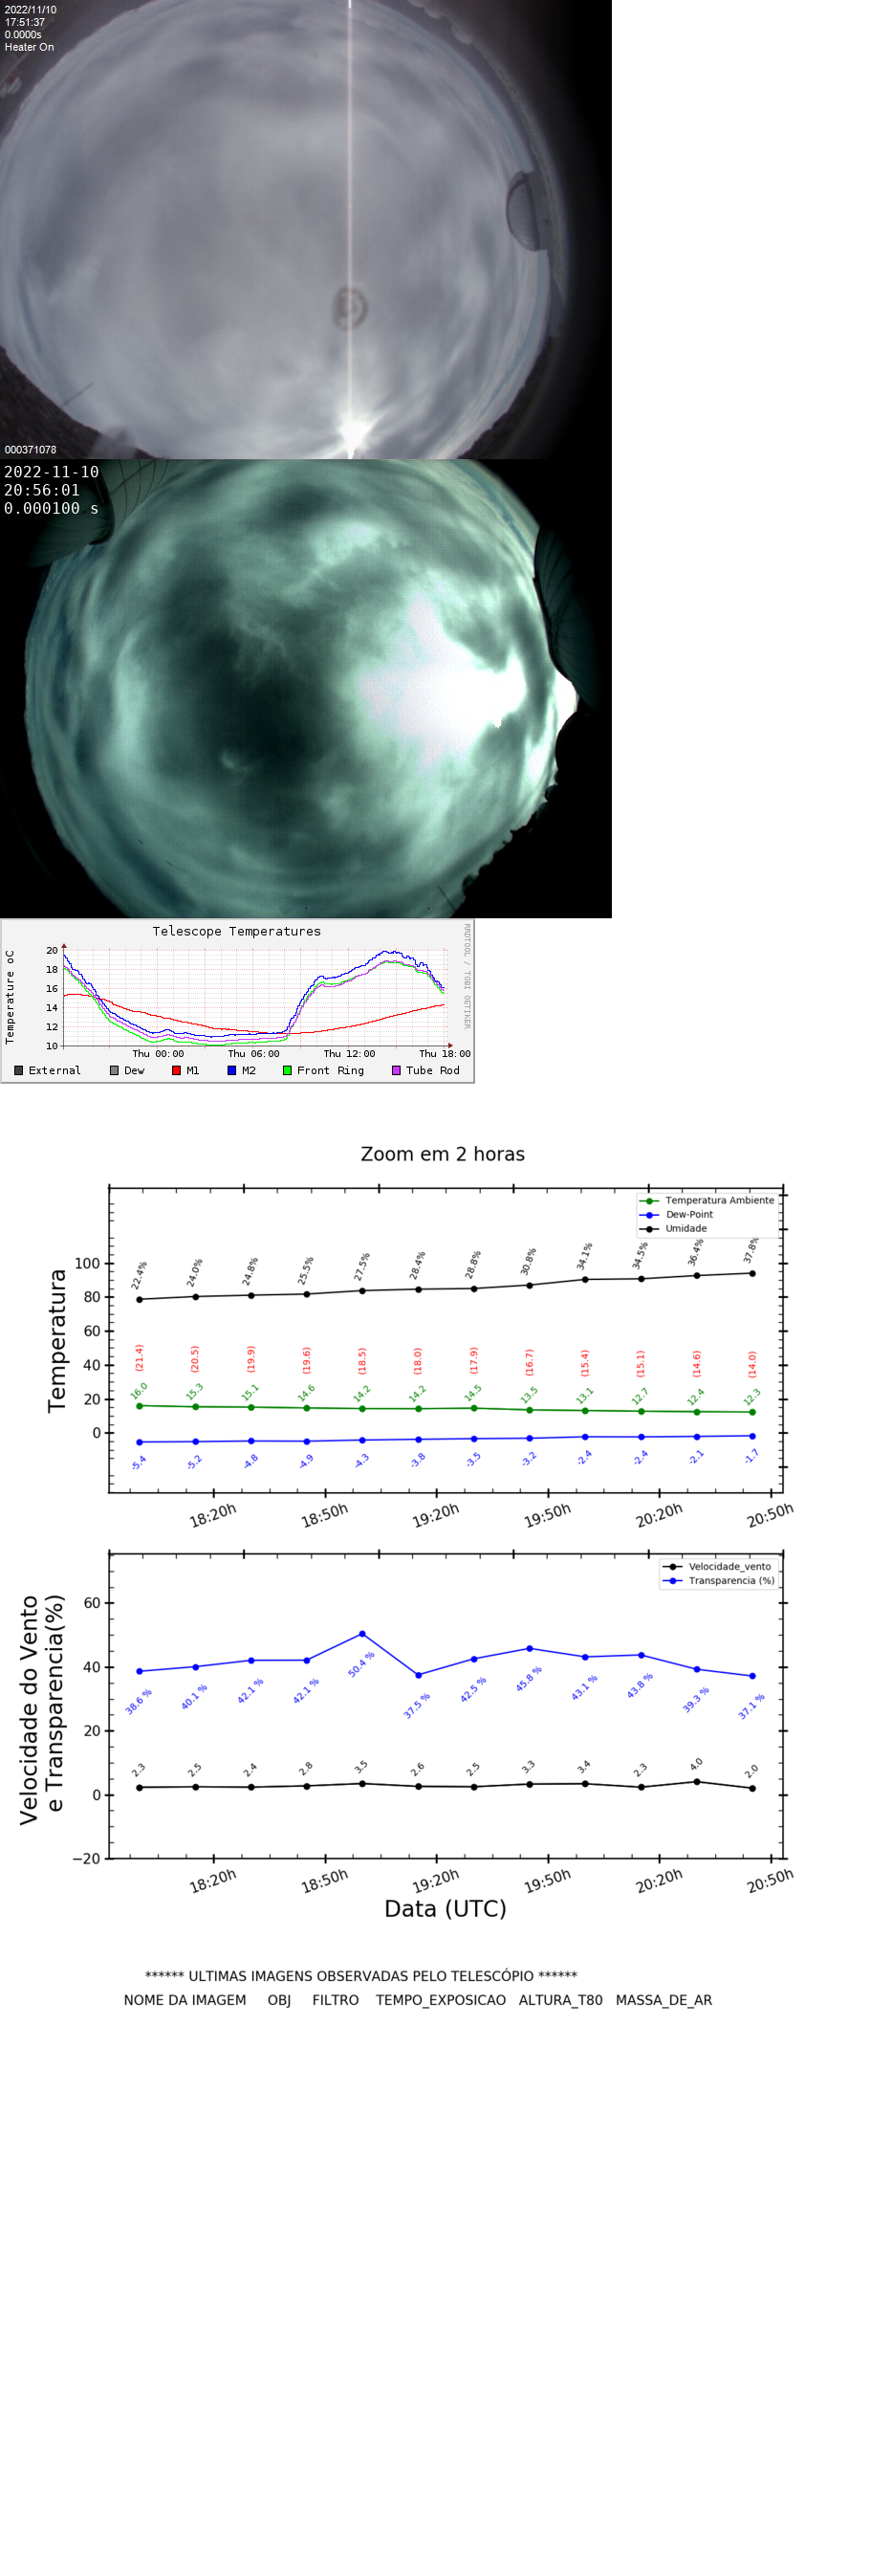 2022/11/10
17:51:37
0.0000s
Heater On
000371078
2022-11-10
20:56:01
0.000100 s
Telescope Temperatures
Temperature oC
RRDTOOL / TOBI OETIKER
20
18
16
14
12
10
Thu 00:00 Thu 06:00 Thu 12:00 Thu 18:00
External Dew M1 M2 Front Ring Tube Rod
Zoom em 2 horas
Temperatura
Temperatura Ambiente
Dew-Point
Umidade
100
80
60
40
20
0
22.4% 24.0% 24.8% 25.5% 27.5% 28.4% 28.8% 30.8% 34.1% 34.5% 36.4% 37.8%
(21.4) (20.5) (19.9) (19.6) (18.5) (18.0) (17.9) (16.7) (15.4) (15.1) (14.6) (14.0)
16.0 15.3 15.1 14.6 14.2 14.2 14.5 13.5 13.1 12.7 12.4 12.3
-5.4 -5.2 -4.8 -4.9 -4.3 -3.8 -3.5 -3.2 -2.4 -2.4 -2.1 -1.7
18:20h 18:50h 19:20h 19:50h 20:20h 20:50h
Velocidade do Vento
e Transparencia(%)
Velocidade_vento
Transparencia (%)
60
40
20
0
−20
38.6 % 40.1 % 42.1 % 42.1 % 50.4 % 37.5 % 42.5 % 45.8 % 43.1 % 43.8 % 39.3 % 37.1 %
2.3 2.5 2.4 2.8 3.5 2.6 2.5 3.3 3.4 2.3 4.0 2.0
18:20h 18:50h 19:20h 19:50h 20:20h 20:50h
Data (UTC)
****** ULTIMAS IMAGENS OBSERVADAS PELO TELESCÓPIO ******
NOME DA IMAGEM OBJ FILTRO TEMPO_EXPOSICAO ALTURA_T80 MASSA_DE_AR